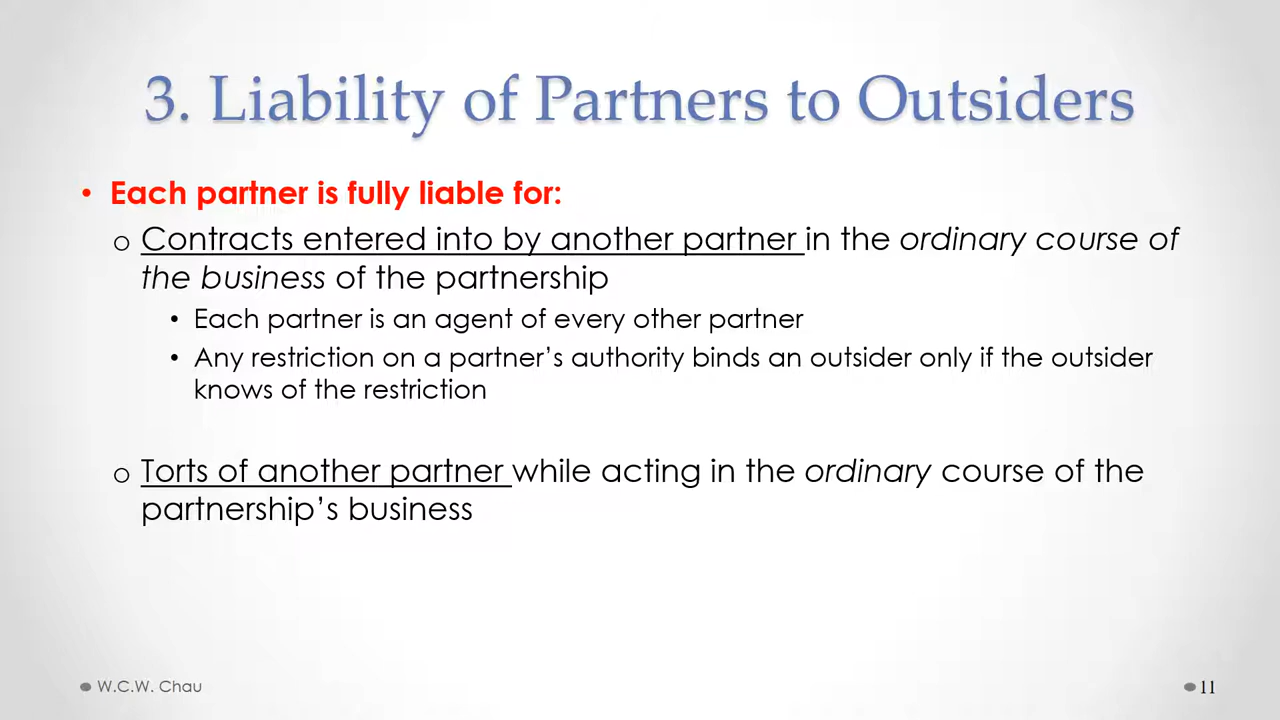 3. Liability of Partners to Outsiders
• Each partner is fully liable for:
o Contracts entered into by another partner in the ordinary course of
the business of the partnership
• Each partner is an agent of every other partner
• Any restriction on a partner’s authority binds an outsider only if the outsider
knows of the restriction
o Torts of another partner while acting in the ordinary course of the
partnership’s business
W.C.W. Chau
11